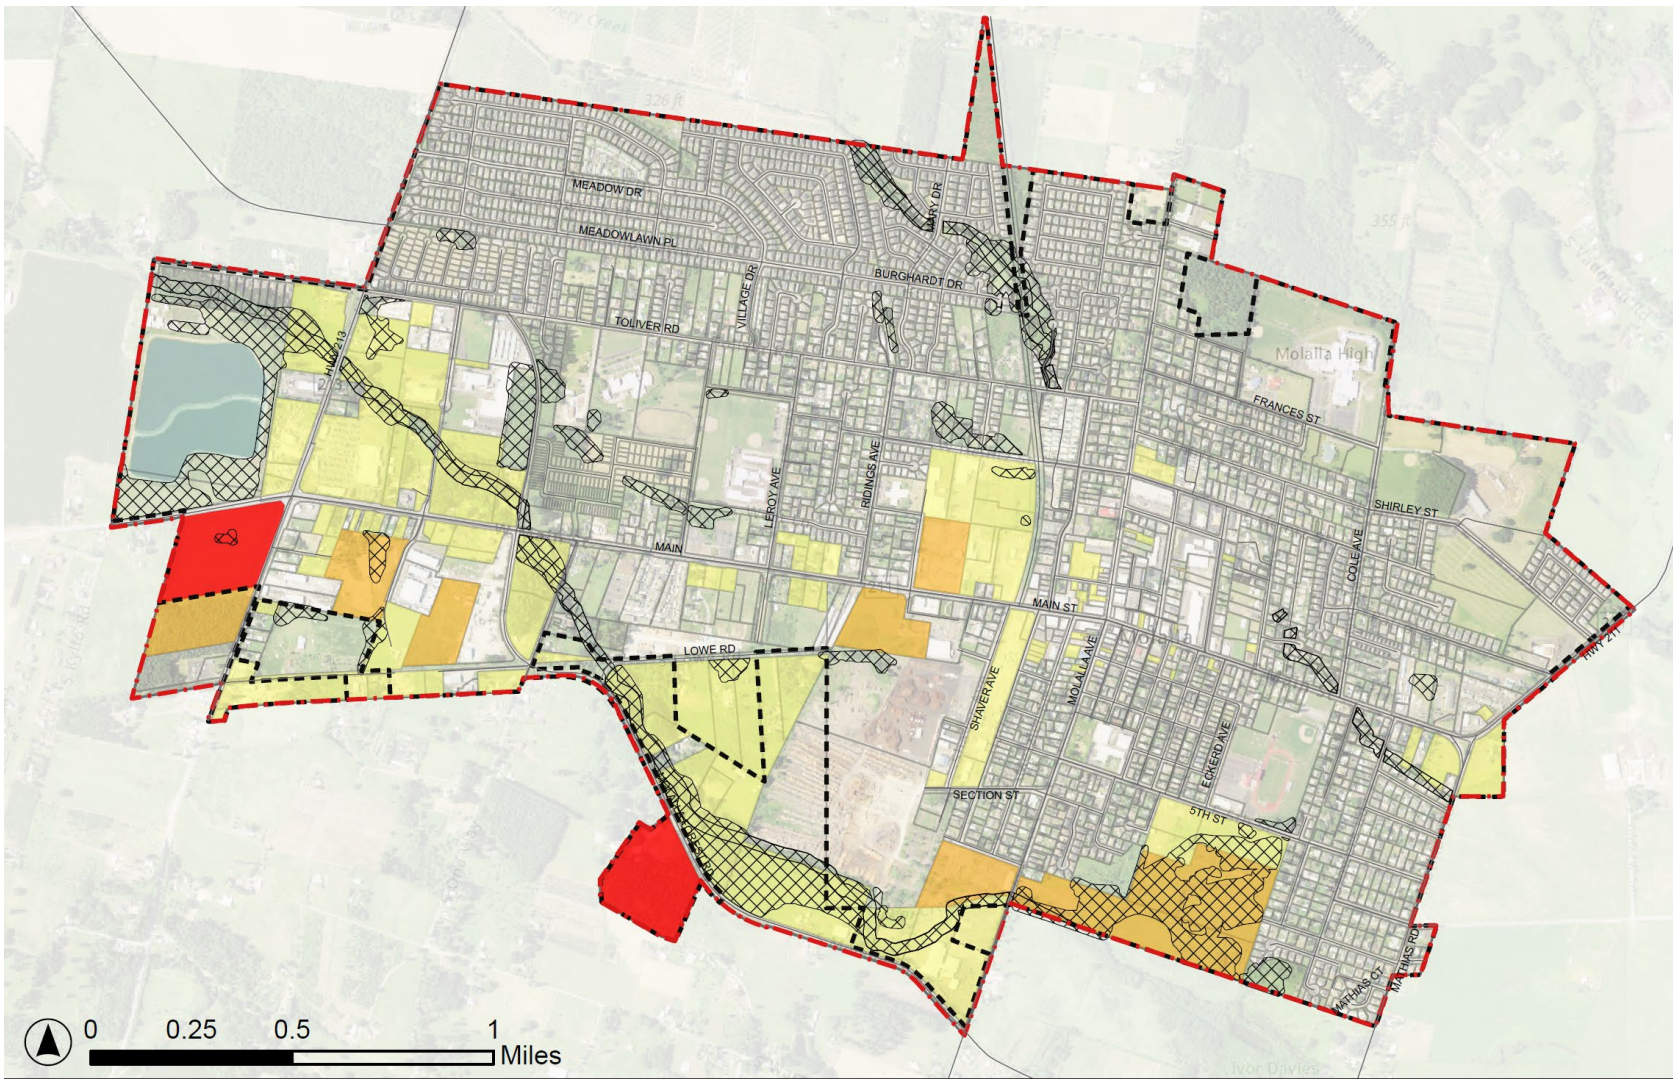 326 ft
MEADOW DR
MARY DR
355 ft
MEADOWLAWN PL
BURGHARDT DR
VILLAGE DR
TOLIVER RD
HWY 213
Molalla High
FRANCES ST
RIDINGS AVE
LEROY AVE
SHIRLEY ST
MAIN
COLE AVE
MAIN ST
HWY 211
LOWE RD
MOLALLA AVE
SHAVER AVE
ECKERD AVE
SECTION ST
5TH ST
MATHIAS RD
MATHIAS CT
0 0.25 0.5 1
Miles
Ivor Davies